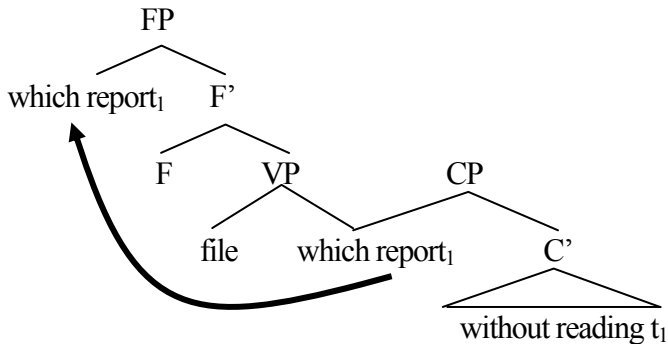 FP
which report₁ F’
F VP CP
file which report₁ C’
without reading t₁